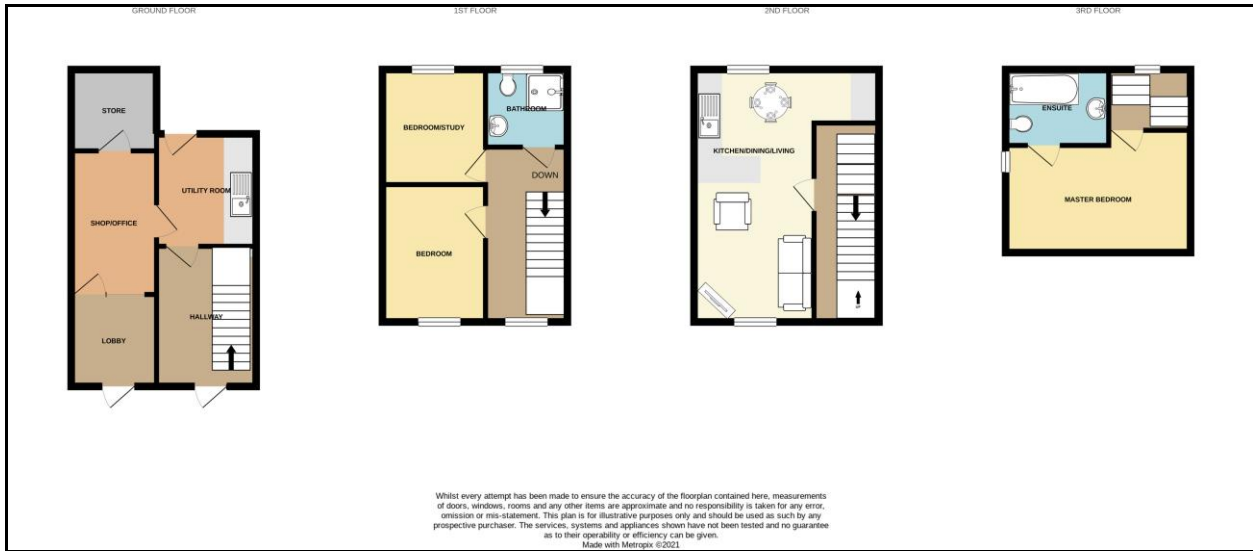 GROUND FLOOR
1ST FLOOR
2ND FLOOR
3RD FLOOR
STORE
UTILITY ROOM
SHOP/OFFICE
HALLWAY
LOBBY
BATHROOM
BEDROOM/STUDY
DOWN
BEDROOM
KITCHEN/DINING/LIVING
ENSUITE
MASTER BEDROOM
Whilst every attempt has been made to ensure the accuracy of the floorplan contained here, measurements
of doors, windows, rooms and any other items are approximate and no responsibility is taken for any error,
omission or mis-statement. This plan is for illustrative purposes only and should be used as such by any
prospective purchaser. The services, systems and appliances shown have not been tested and no guarantee
as to their operability or efficiency can be given.
Made with Metropix ©2021